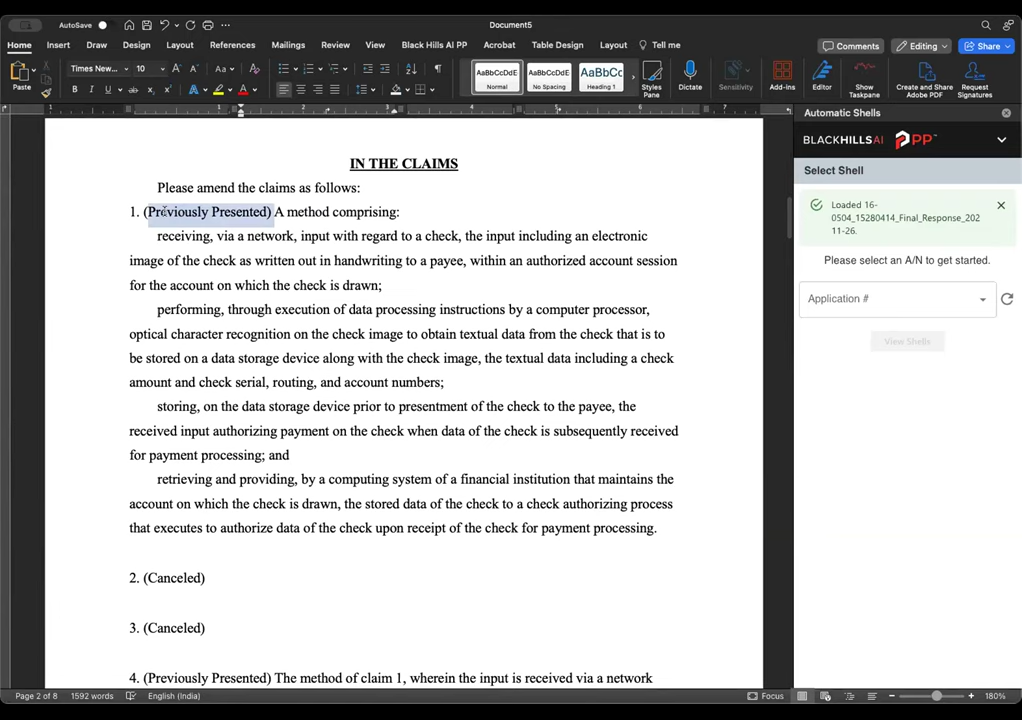 AutoSave
Document5
Home Insert Draw Design Layout References Mailings Review View Black Hills AI PP Acrobat Table Design Layout Tell me
Comments Editing Share
Paste
Times New... 10
AaBbCcDdE AaBbCcDdE AaBbCc
Normal No Spacing Heading 1
Styles Pane
Dictate
Sensitivity
Add-ins
Editor
Show Taskpane
Create and Share Adobe PDF
Request Signatures
IN THE CLAIMS
Please amend the claims as follows:
1. (Previously Presented) A method comprising:
receiving, via a network, input with regard to a check, the input including an electronic
image of the check as written out in handwriting to a payee, within an authorized account session
for the account on which the check is drawn;
performing, through execution of data processing instructions by a computer processor,
optical character recognition on the check image to obtain textual data from the check that is to
be stored on a data storage device along with the check image, the textual data including a check
amount and check serial, routing, and account numbers;
storing, on the data storage device prior to presentment of the check to the payee, the
received input authorizing payment on the check when data of the check is subsequently received
for payment processing; and
retrieving and providing, by a computing system of a financial institution that maintains the
account on which the check is drawn, the stored data of the check to a check authorizing process
that executes to authorize data of the check upon receipt of the check for payment processing.
2. (Canceled)
3. (Canceled)
4. (Previously Presented) The method of claim 1, wherein the input is received via a network
Automatic Shells
BLACKHILLS AI PP
Select Shell
Loaded 16-
0504_15280414_Final_Response_202
11-26.
Please select an A/N to get started.
Application #
View Shells
Page 2 of 8 1592 words English (India)
Focus
180%